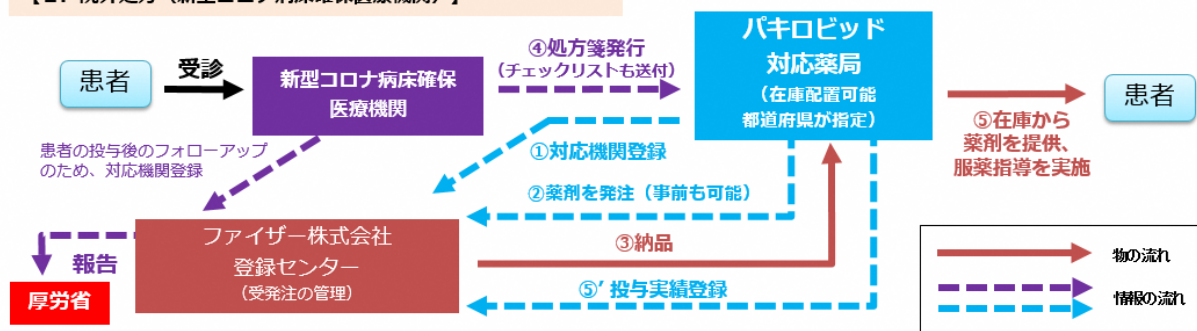 患者
受診
新型コロナ病床確保
医療機関
④処方箋発行
(チェックリストも送付)
パキロビッド
対応薬局
(在庫配置可能
都道府県が指定)
患者
⑤在庫から
薬剤を提供、
服薬指導を実施
患者の投与後のフォローアップ
のため、対応機関登録
①対応機関登録
②薬剤を発注(事前も可能)
③納品
⑤’投与実績登録
ファイザー株式会社
登録センター
(受発注の管理)
報告
厚労省
物の流れ
情報の流れ